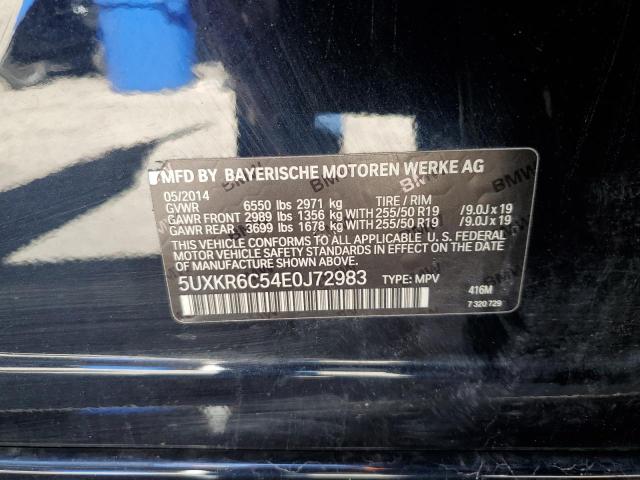 MFD BY BAYERISCHE MOTOREN WERKE AG
05/2014
GVWR 6550 lbs 2971 kg TIRE / RIM
GAWR FRONT 2989 lbs 1356 kg WITH 255/50 R19 /9.0J x 19
GAWR REAR 3699 lbs 1678 kg WITH 255/50 R19 /9.0J x 19
THIS VEHICLE CONFORMS TO ALL APPLICABLE U. S. FEDERAL
MOTOR VEHICLE SAFETY STANDARDS IN EFFECT ON THE DATE
OF MANUFACTURE SHOWN ABOVE.
5UXKR6C54E0J72983 TYPE: MPV
416M
7 320 729